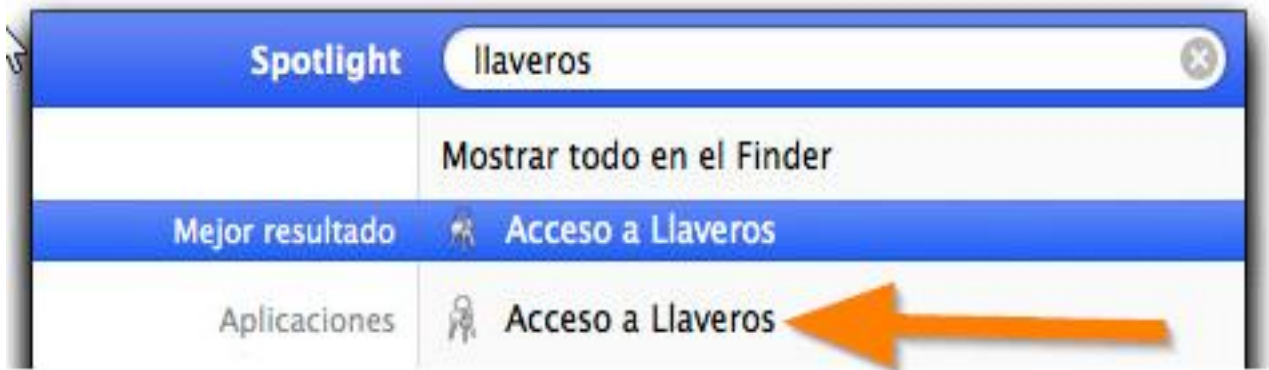 Spotlight llaveros
Mostrar todo en el Finder
Mejor resultado Acceso a Llaveros
Aplicaciones Acceso a Llaveros